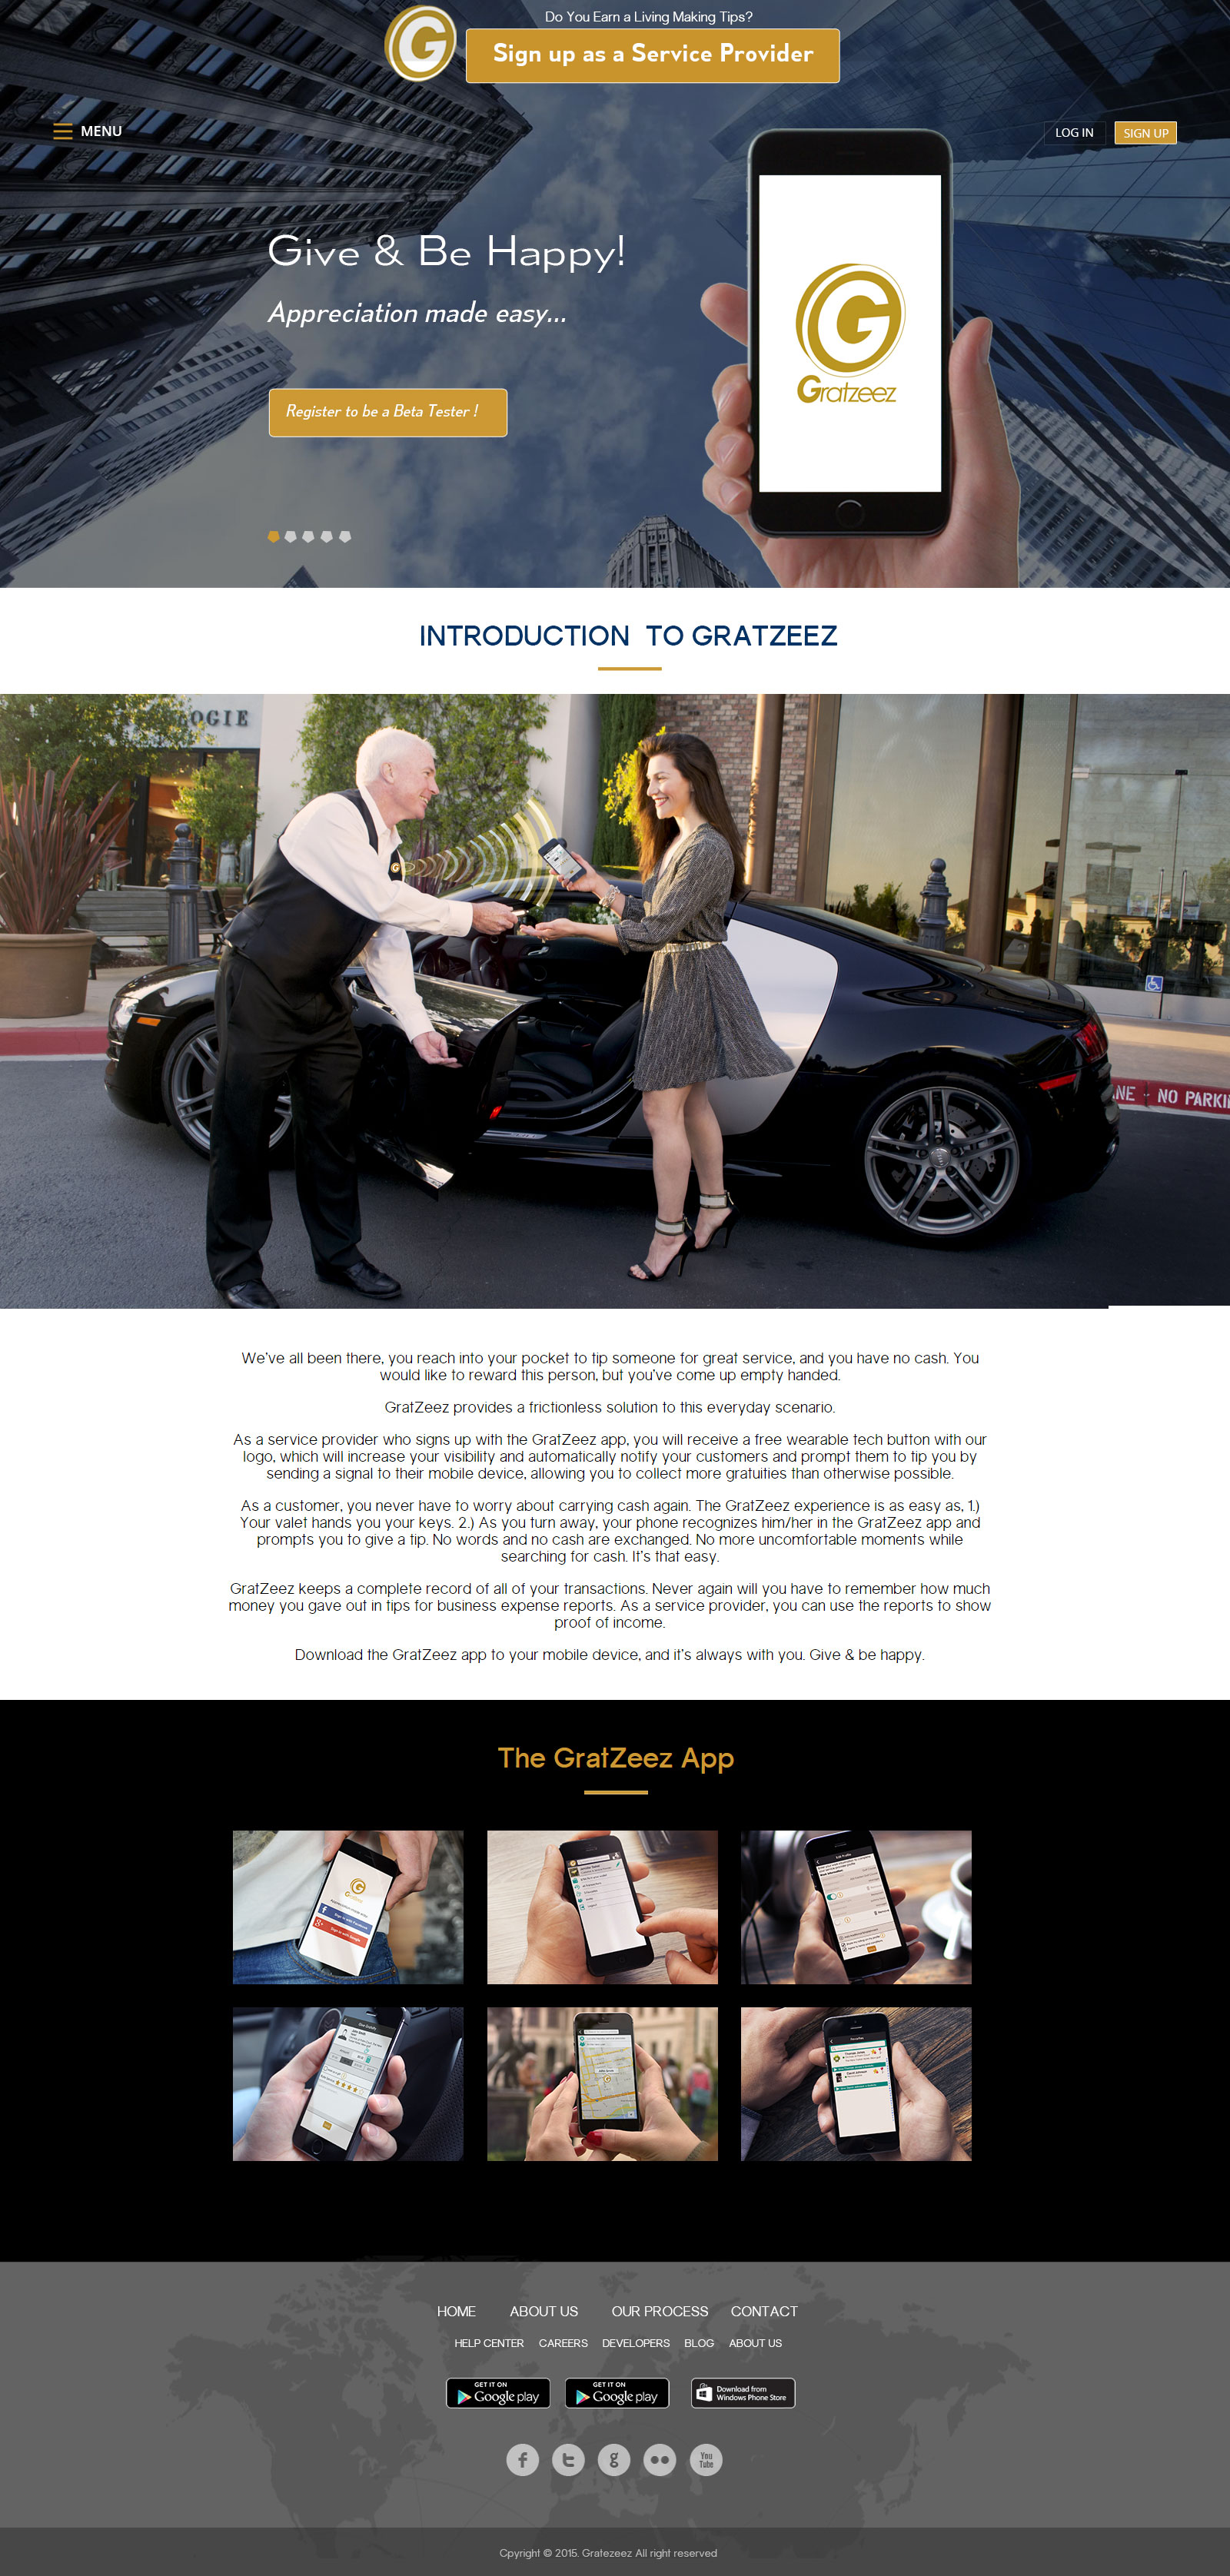 Do You Earn a Living Making Tips?
Sign up as a Service Provider
MENU
LOG IN
SIGN UP
Give & Be Happy!
Appreciation made easy...
Gratzeez
Register to be a Beta Tester !
INTRODUCTION TO GRATZEEZ
OGIE
NE
NO PARKIN
We've all been there, you reach into your pocket to tip someone for great service, and you have no cash. You
would like to reward this person, but you've come up empty handed.
GratZeez provides a frictionless solution to this everyday scenario.
As a service provider who signs up with the GratZeez app, you will receive a free wearable tech button with our
logo, which will increase your visibility and automatically notify your customers and prompt them to tip you by
sending a signal to their mobile device, allowing you to collect more gratuities than otherwise possible.
As a customer, you never have to worry about carrying cash again. The GratZeez experience is as easy as, 1.)
Your valet hands you your keys. 2.) As you turn away, your phone recognizes him/her in the GratZeez app and
prompts you to give a tip. No words and no cash are exchanged. No more uncomfortable moments while
searching for cash. It's that easy.
GratZeez keeps a complete record of all of your transactions. Never again will you have to remember how much
money you gave out in tips for business expense reports. As a service provider, you can use the reports to show
proof of income.
Download the GratZeez app to your mobile device, and it's always with you. Give & be happy.
The GratZeez App
HOME ABOUT US OUR PROCESS CONTACT
HELP CENTER CAREERS DEVELOPERS BLOG ABOUT US
GET IT ON
Google play
GET IT ON
Google play
Download from
Windows Phone Store
You
Tube
Cpyright © 2015. Gratezeez All right reserved